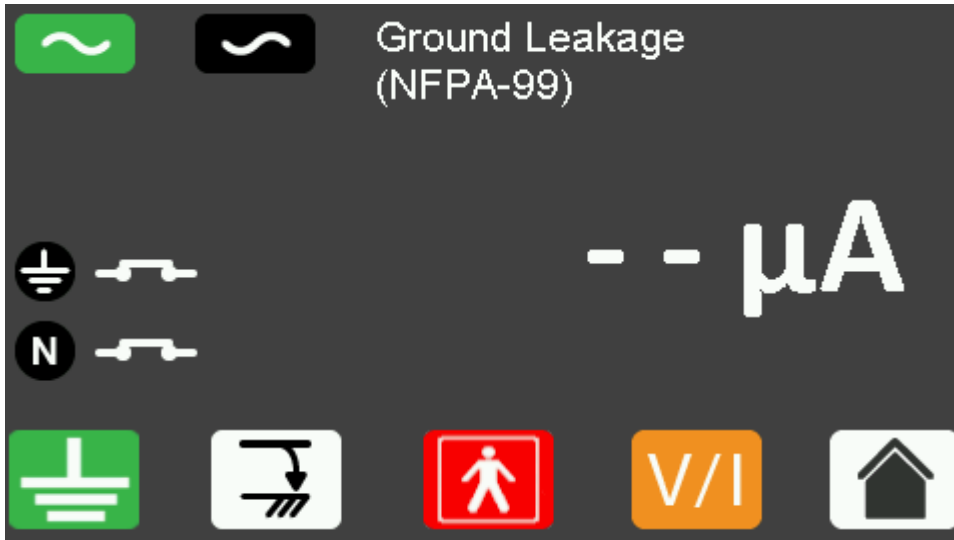 Ground Leakage
(NFPA-99)
- - µA
N
V/I